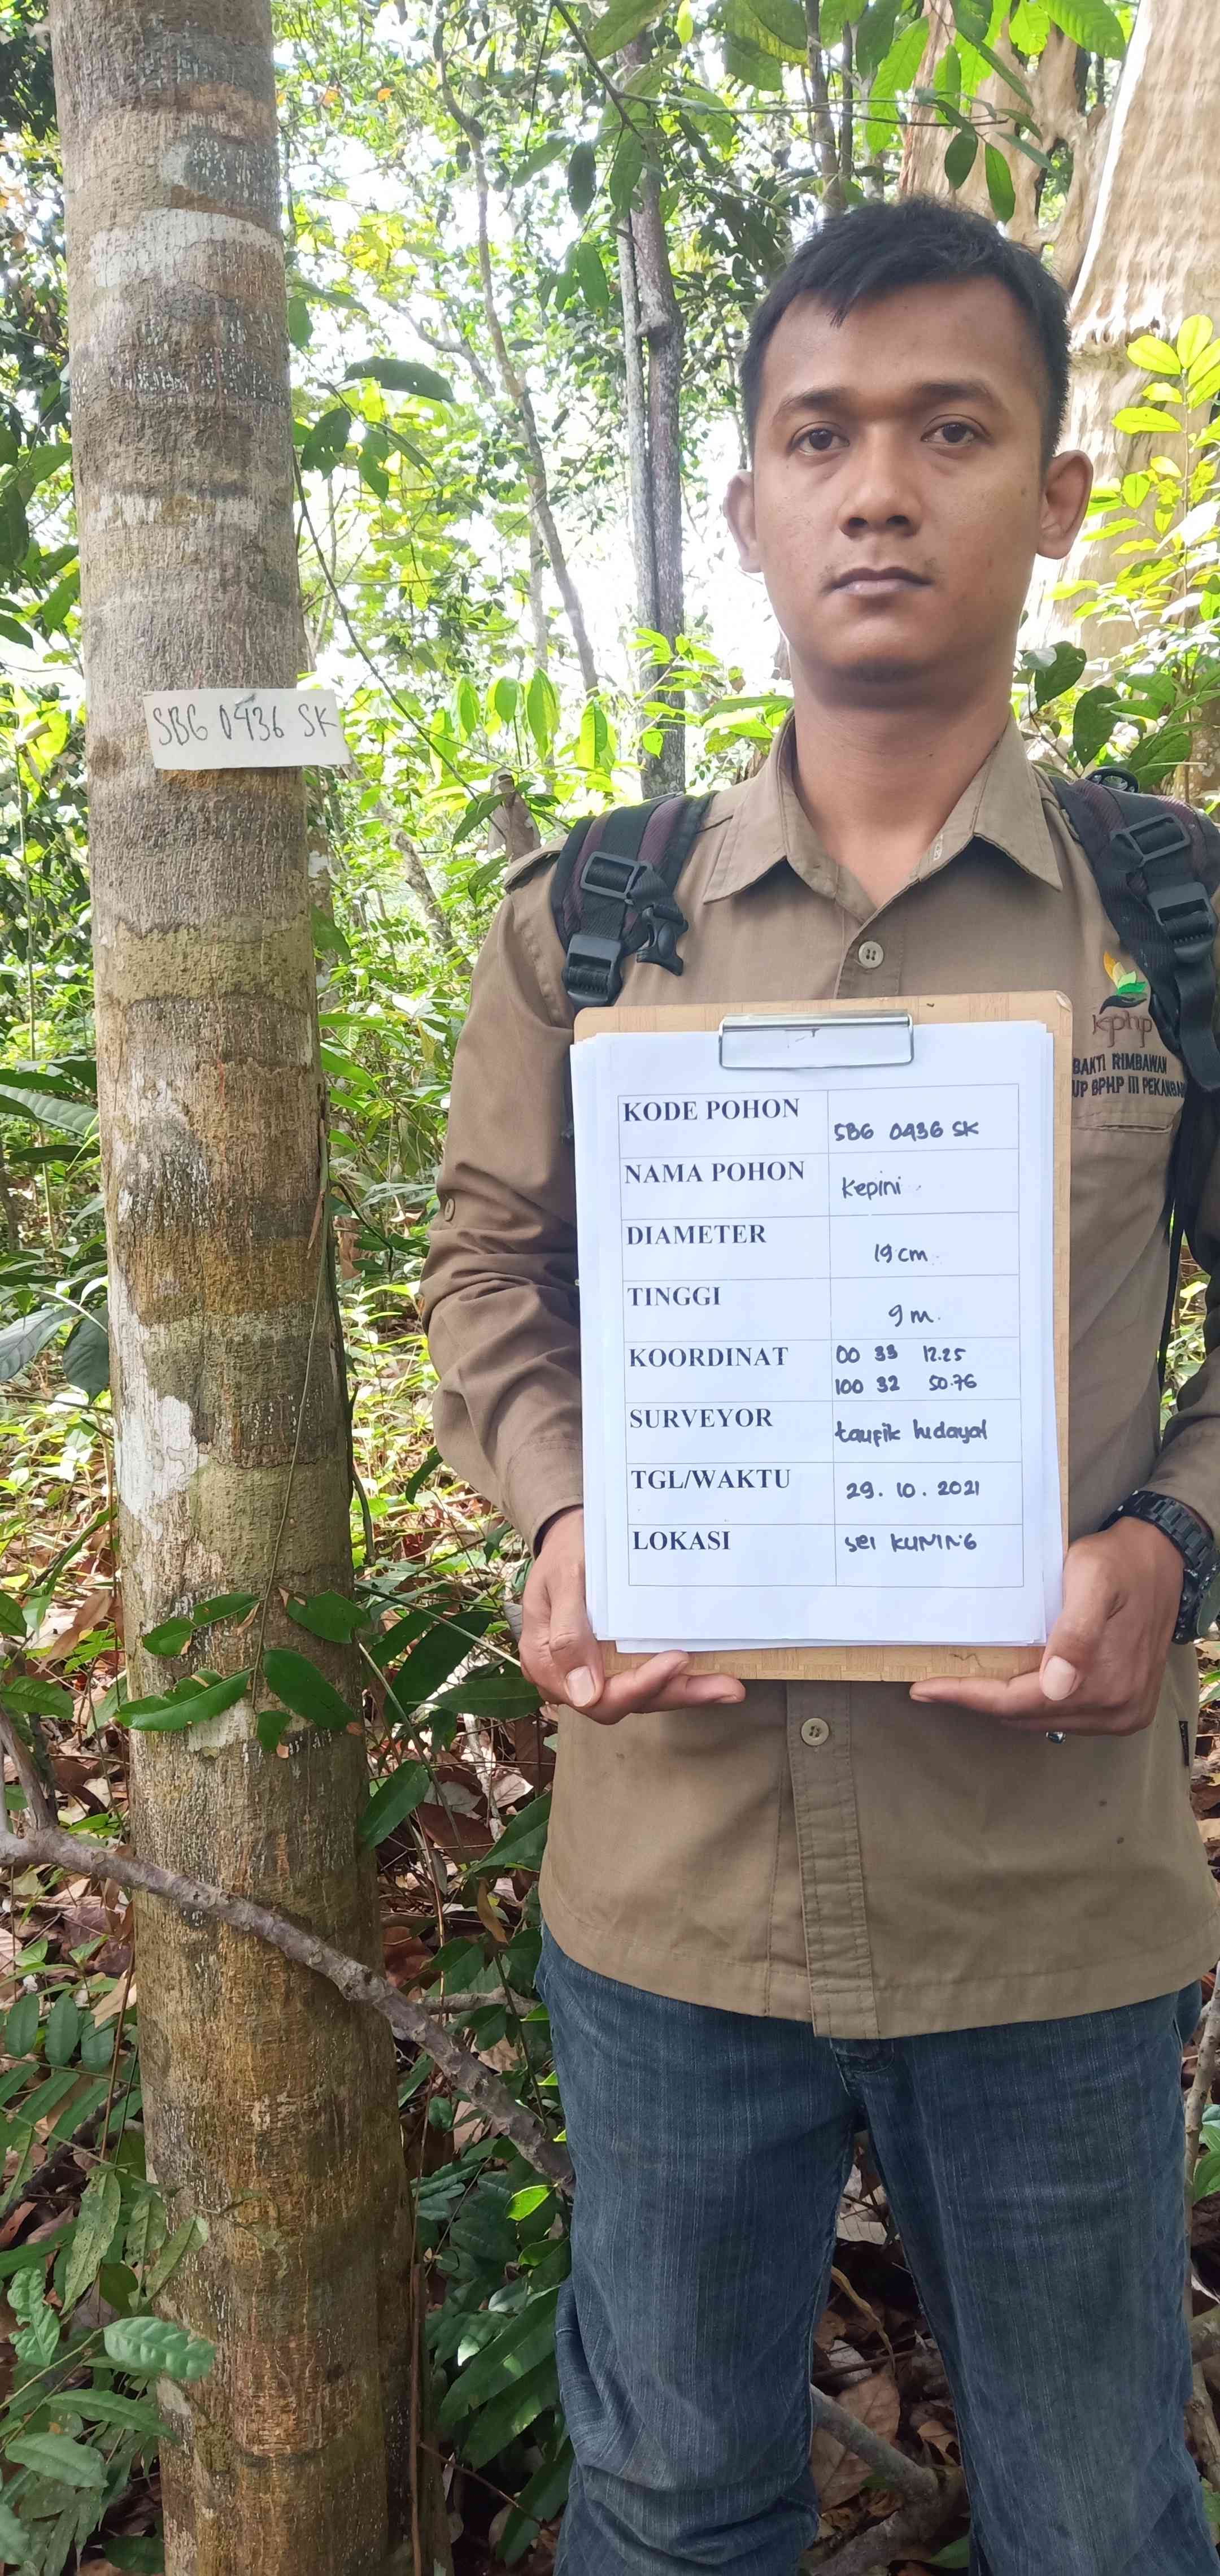 SBG 0436 SK
kphp
BAKTI RIMBAWAN
UP BPHP III PEKANBA
KODE POHON SBG 0436 SK
NAMA POHON Kepini
DIAMETER 19 cm
TINGGI 9 m.
KOORDINAT 00 33 12.25
100 32 50.76
SURVEYOR taufik hidayat
TGL/WAKTU 29. 10. 2021
LOKASI sei KUNING